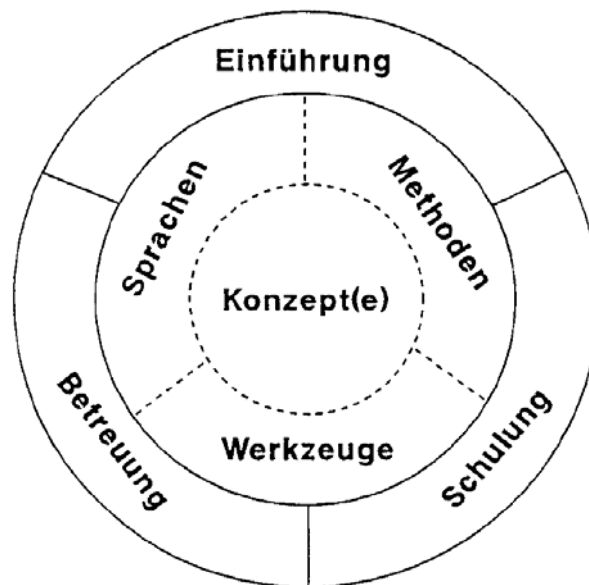 Einführung
Sprachen
Methoden
Konzept(e)
Werkzeuge
Betreuung
Schulung